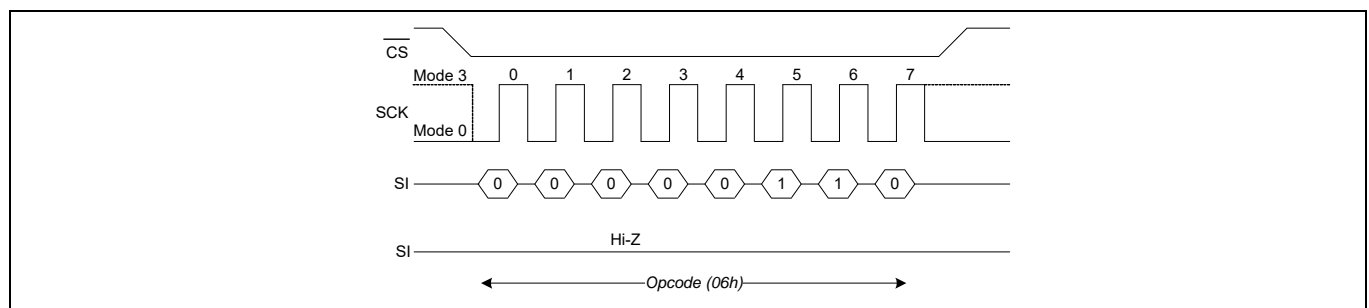 CS
Mode 3 0 1 2 3 4 5 6 7
SCK
Mode 0
SI 0 0 0 0 0 1 1 0
Hi-Z
SI
Opcode (06h)